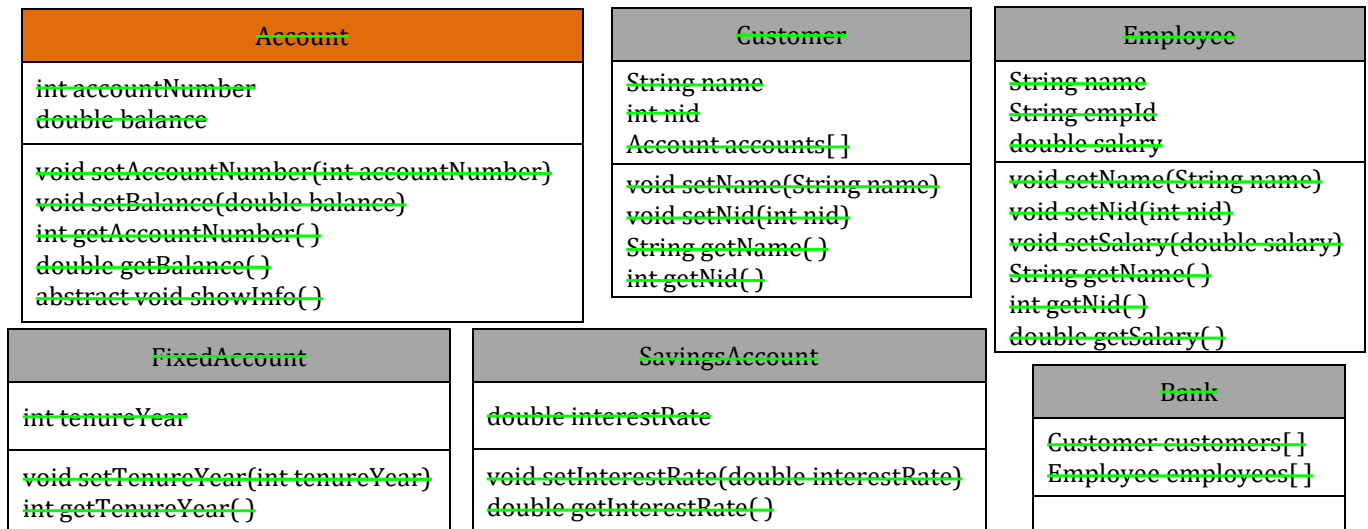 Account
int accountNumber
double balance
void setAccountNumber(int accountNumber)
void setBalance(double balance)
int getAccountNumber( )
double getBalance( )
abstract void showInfo( )
Customer
String name
int nid
Account accounts[ ]
void setName(String name)
void setNid(int nid)
String getName( )
int getNid( )
Employee
String name
String empId
double salary
void setName(String name)
void setNid(int nid)
void setSalary(double salary)
String getName( )
int getNid( )
double getSalary( )
FixedAccount
int tenureYear
void setTenureYear(int tenureYear)
int getTenureYear( )
SavingsAccount
double interestRate
void setInterestRate(double interestRate)
double getInterestRate( )
Bank
Customer customers[ ]
Employee employees[ ]